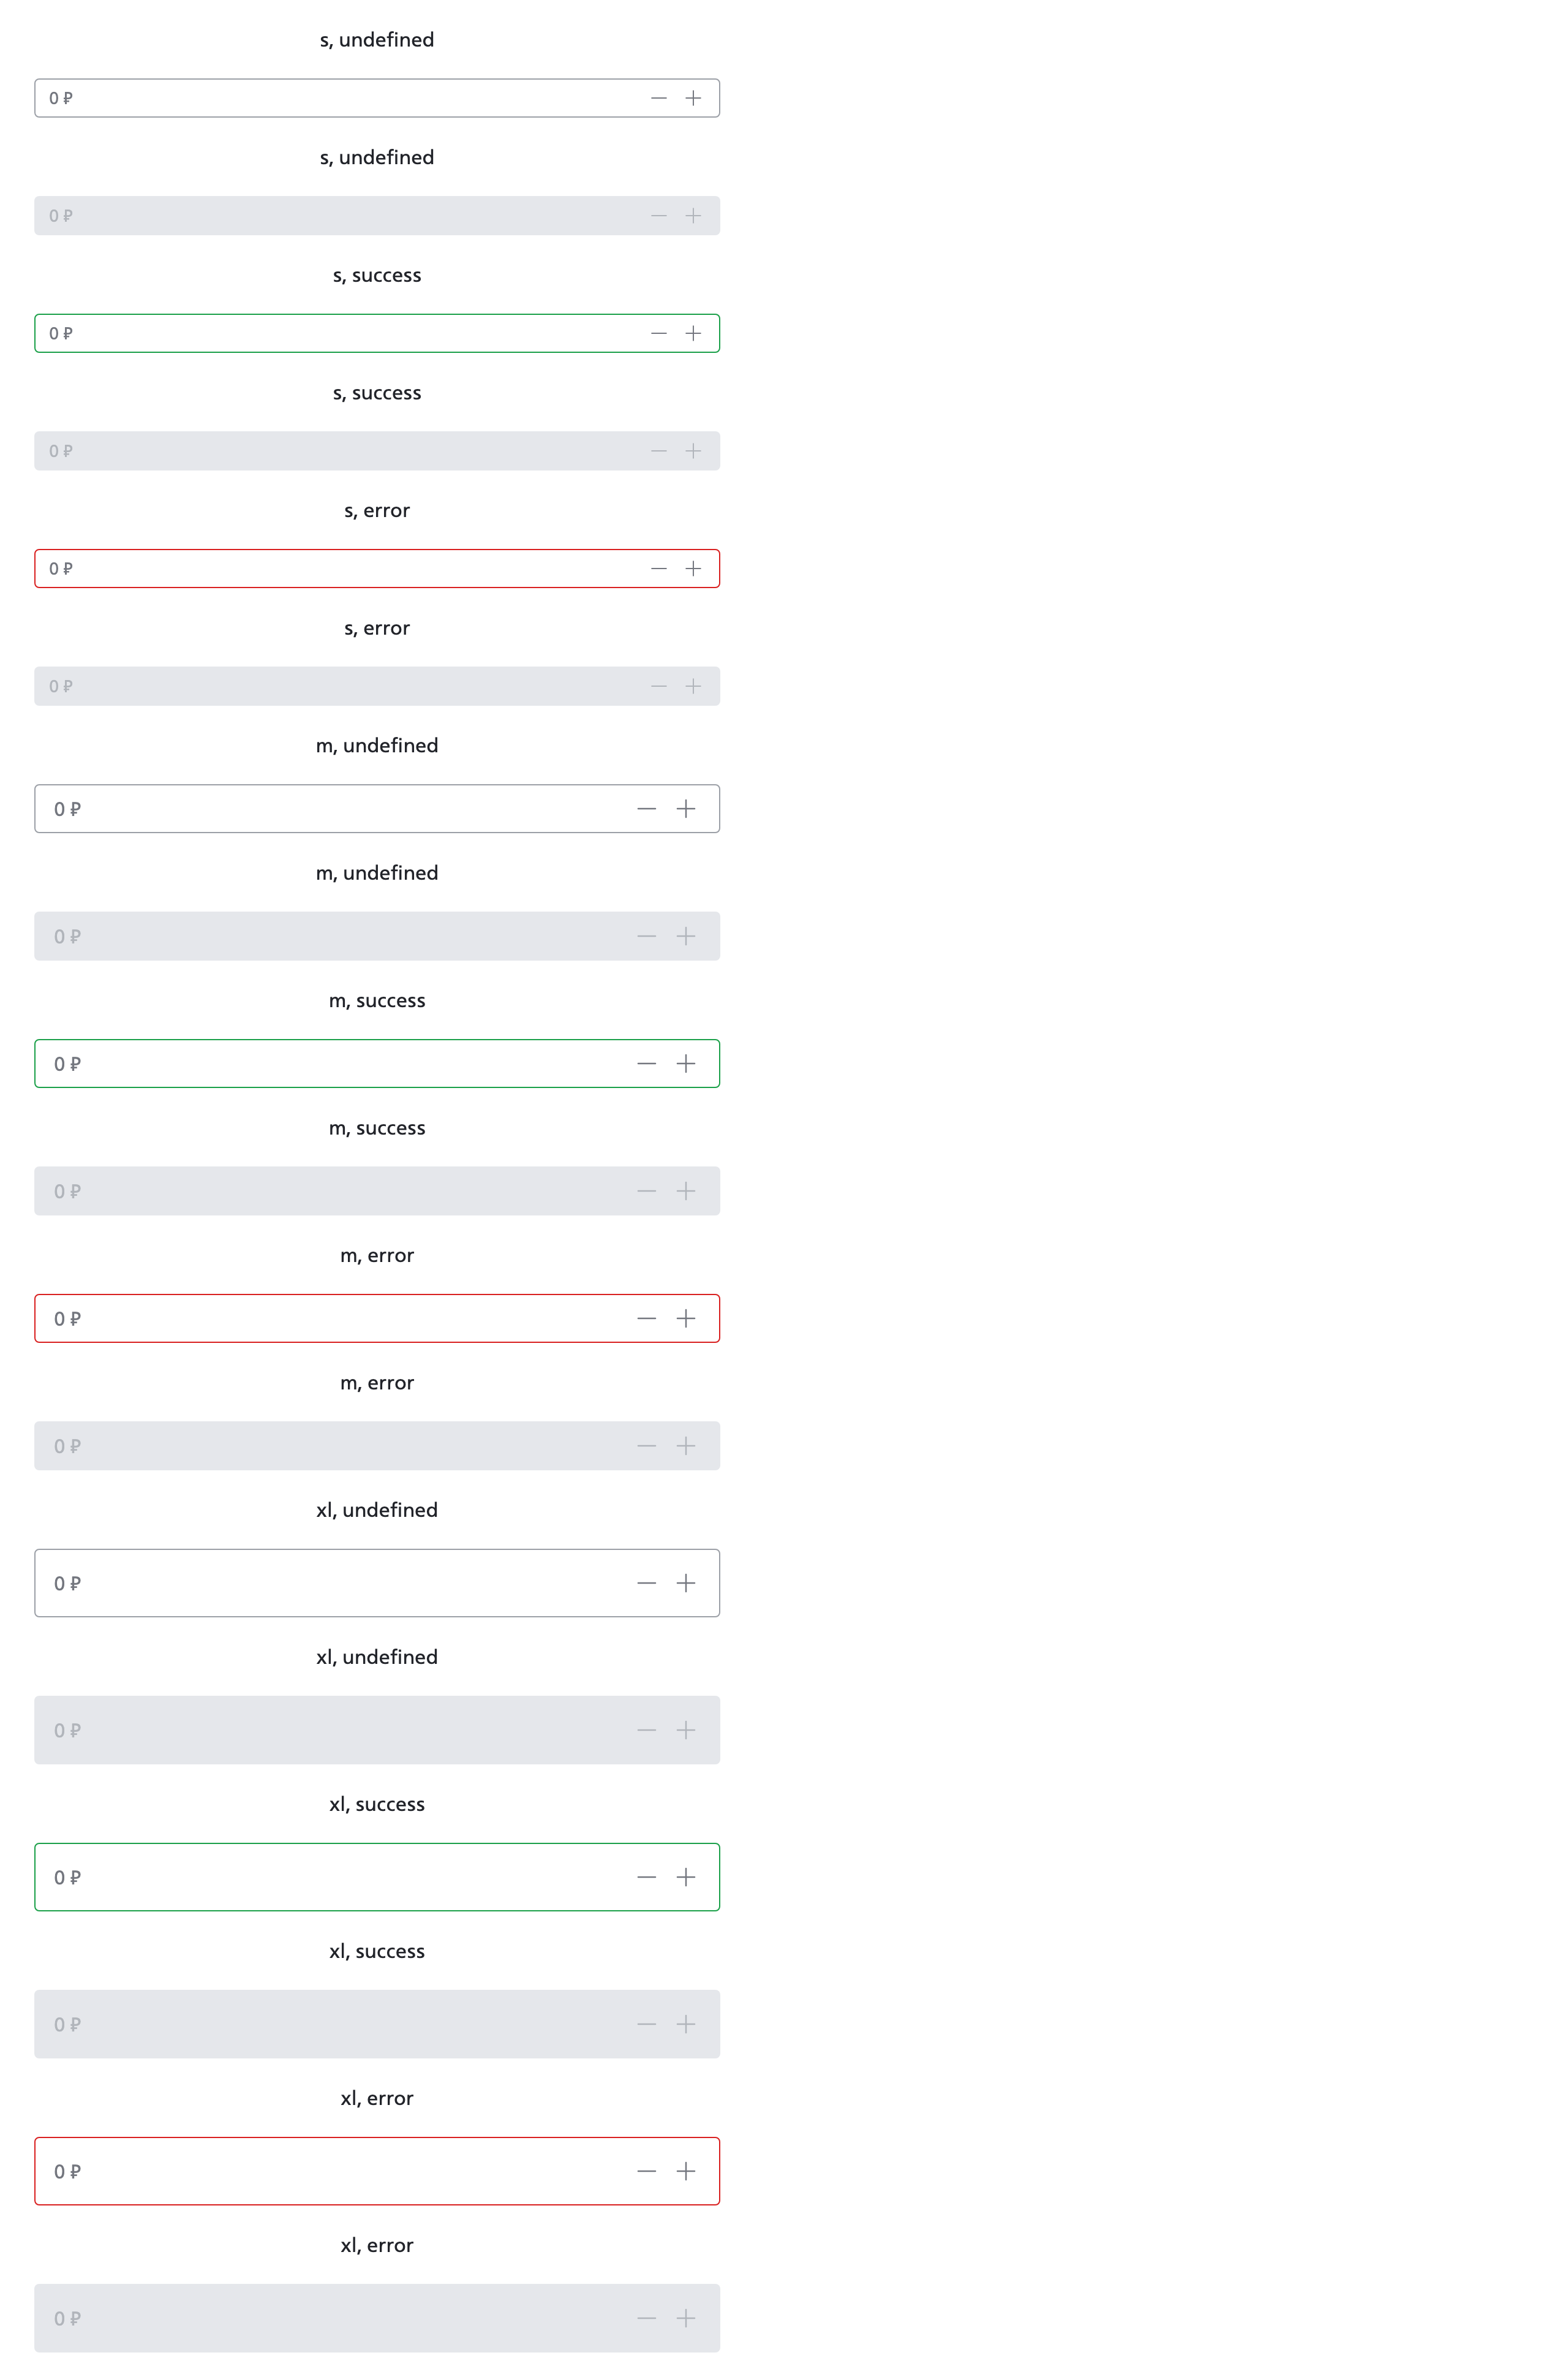 s, undefined
0 ₽
s, undefined
0 ₽
s, success
0 ₽
s, success
0 ₽
s, error
0 ₽
s, error
0 ₽
m, undefined
0 ₽
m, undefined
0 ₽
m, success
0 ₽
m, success
0 ₽
m, error
0 ₽
m, error
0 ₽
xl, undefined
0 ₽
xl, undefined
0 ₽
xl, success
0 ₽
xl, success
0 ₽
xl, error
0 ₽
xl, error
0 ₽